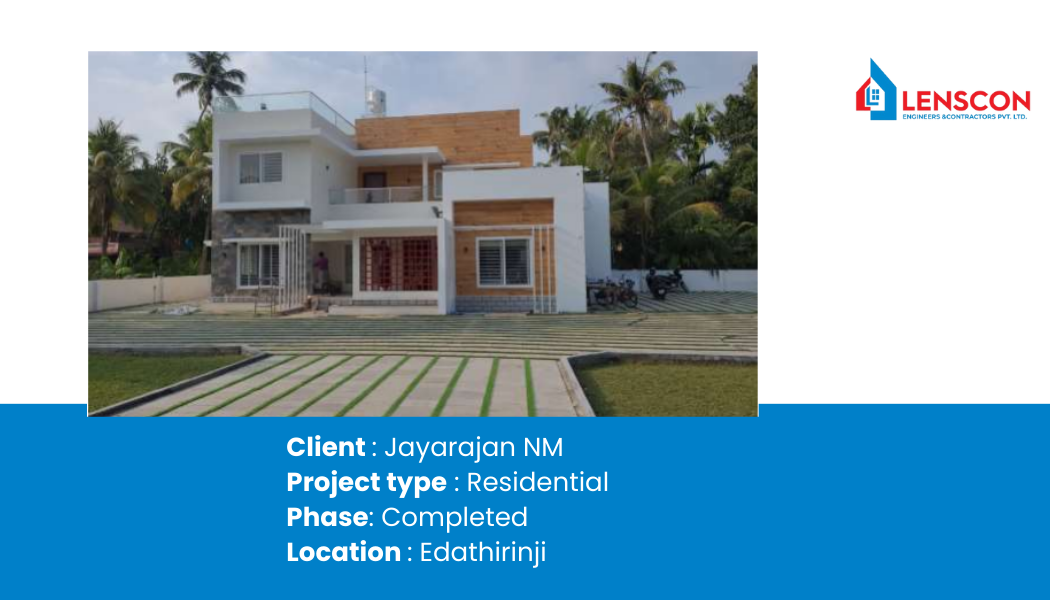 LENSCON
ENGINEERS &CONTRACTORS PVT. LTD.
Client : Jayarajan NM
Project type : Residential
Phase: Completed
Location : Edathirinji